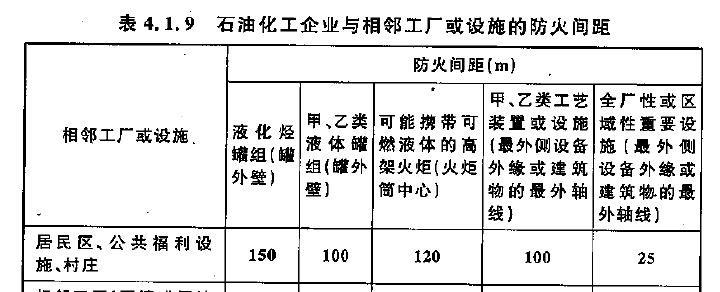 表 4.1.9 石油化工企业与相邻工厂或设施的防火间距
防火间距(m)
相邻工厂或设施
液化烃
罐组(罐
外壁)
甲、乙类
液体罐
组(罐外
壁)
可能携带可
燃液体的高
架火炬(火炬
筒中心)
甲、乙类工艺
装置或设施
(最外侧设备
外缘或建筑
物的最外轴
线)
全厂性或区
域性重要设
施(最外侧
设备外缘或
建筑物的最
外轴线)
居民区、公共福利设
施、村庄
150
100
120
100
25